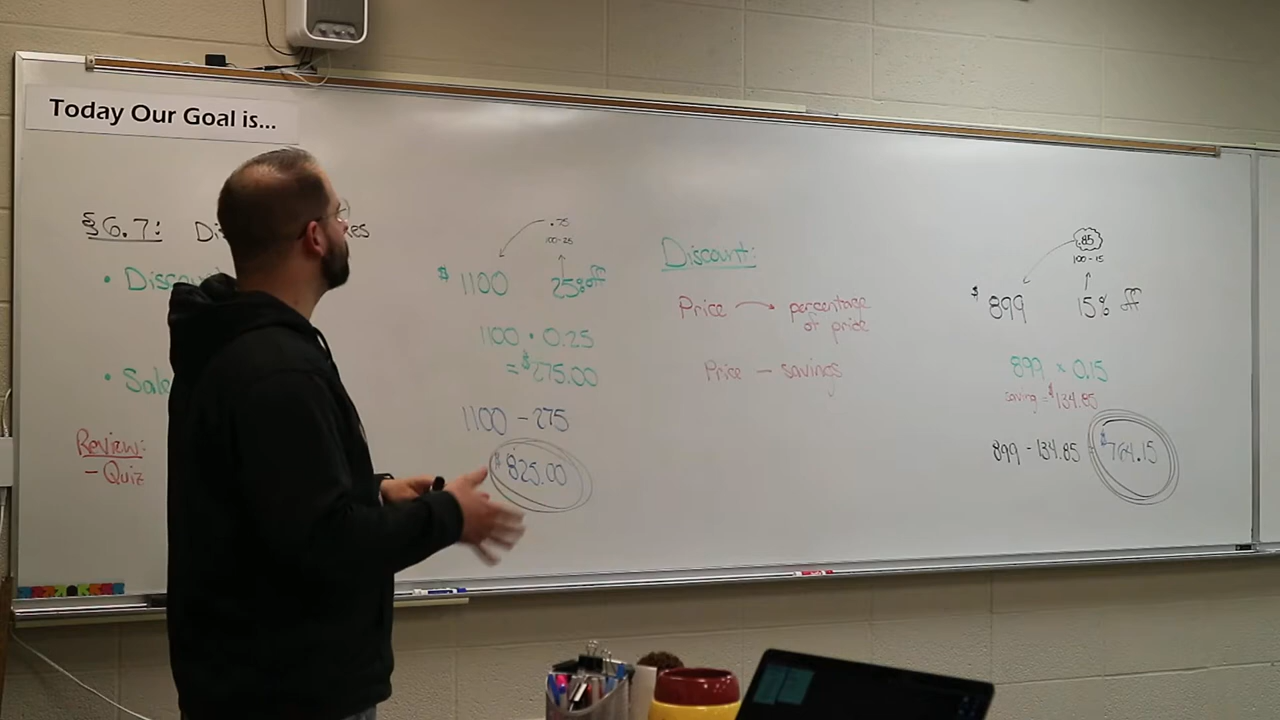 Today Our Goal is...
§6.7:
• Disco
• Sale
Review:
- Quiz
.75
100-25
$1100 25% off
1100 · 0.25
= $275.00
1100 - 275
$825.00
Discount:
Price → percentage
of price
Price - savings
.85
100-15
$899 15% off
899 x 0.15
saving = $134.85
899 - 134.85 = $764.15